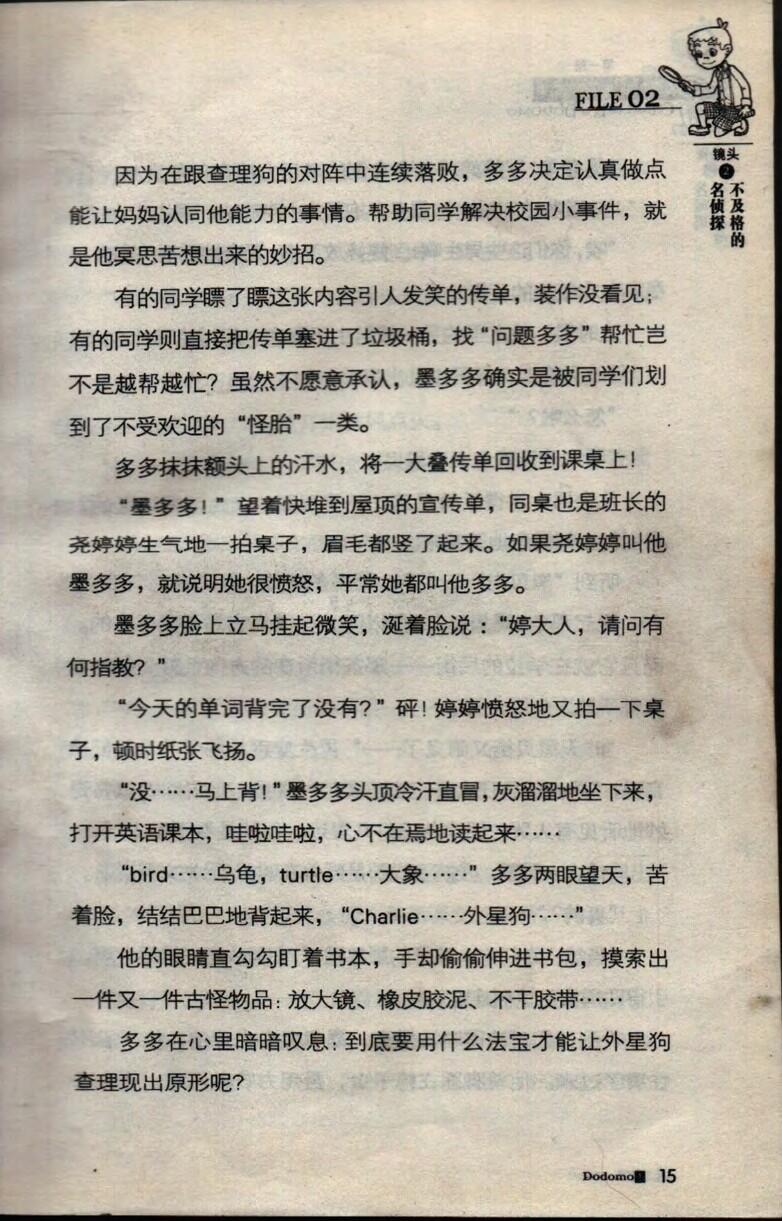 FILE 02
镜头
2
不及格的
名侦探
因为在跟查理狗的对阵中连续落败，多多决定认真做点
能让妈妈认同他能力的事情。帮助同学解决校园小事件，就
是他冥思苦想出来的妙招。
有的同学瞟了瞟这张内容引人发笑的传单，装作没看见；
有的同学则直接把传单塞进了垃圾桶，找“问题多多”帮忙岂
不是越帮越忙？虽然不愿意承认，墨多多确实是被同学们划
到了不受欢迎的“怪胎”一类。
多多抹抹额头上的汗水，将一大叠传单回收到课桌上！
“墨多多！”望着快堆到屋顶的宣传单，同桌也是班长的
尧婷婷生气地一拍桌子，眉毛都竖了起来。如果尧婷婷叫他
墨多多，就说明她很愤怒，平常她都叫他多多。
墨多多脸上立马挂起微笑，涎着脸说：“婷大人，请问有
何指教？”
“今天的单词背完了没有？”砰！婷婷愤怒地又拍一下桌
子，顿时纸张飞扬。
“没……马上背！”墨多多头顶冷汗直冒，灰溜溜地坐下来，
打开英语课本，哇啦哇啦，心不在焉地读起来……
“bird……乌龟，turtle……大象……”多多两眼望天，苦
着脸，结结巴巴地背起来，“Charlie……外星狗……”
他的眼睛直勾勾盯着书本，手却偷偷伸进书包，摸索出
一件又一件古怪物品：放大镜、橡皮胶泥、不干胶带……
多多在心里暗暗叹息：到底要用什么法宝才能让外星狗
查理现出原形呢？
Dodomo 15